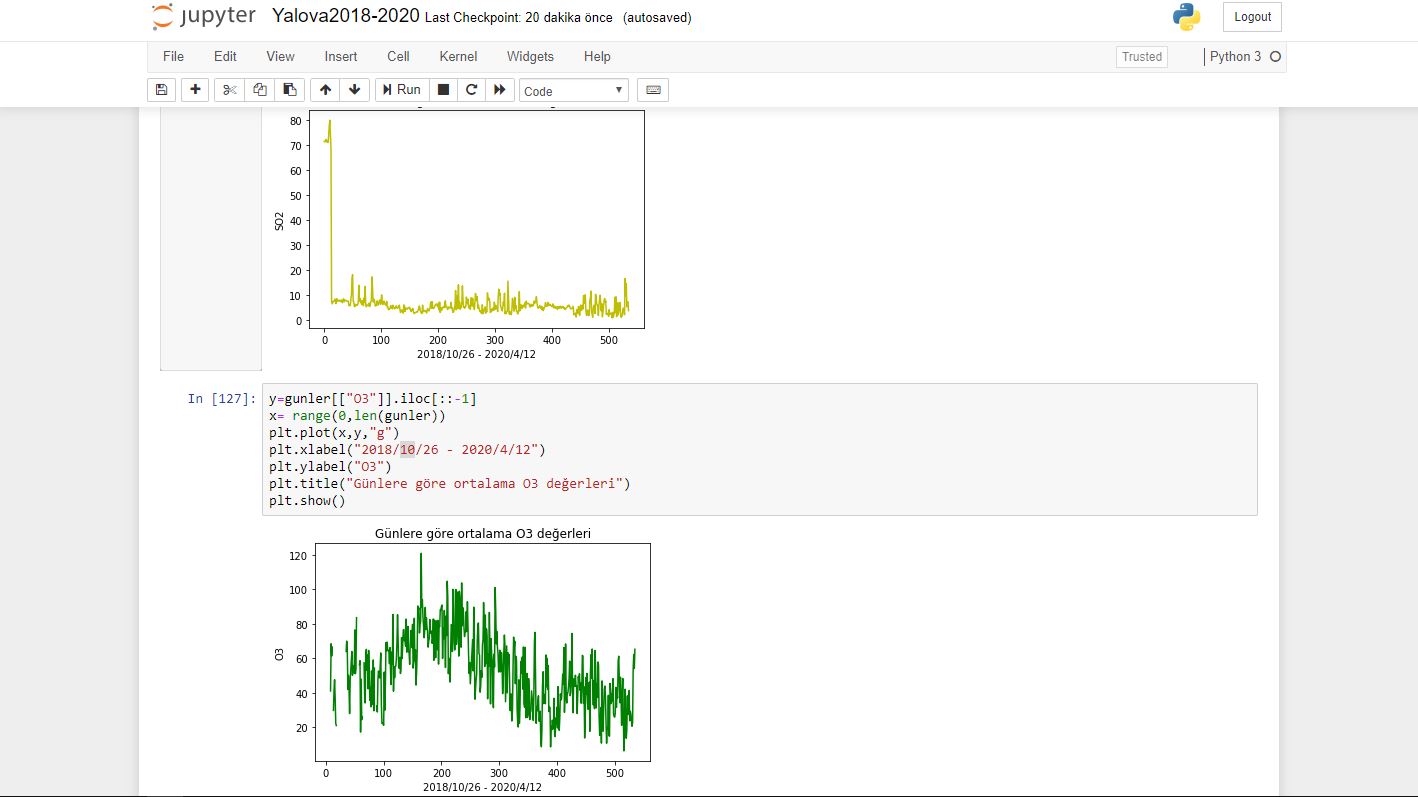 jupyter Yalova2018-2020 Last Checkpoint: 20 dakika önce (autosaved) Logout
File Edit View Insert Cell Kernel Widgets Help Trusted Python 3
Run Code
80
70
60
50
40
30
20
10
0
SO2
0 100 200 300 400 500
2018/10/26 - 2020/4/12
In [127]: y=gunler[["O3"]].iloc[::-1]
x= range(0,len(gunler))
plt.plot(x,y,"g")
plt.xlabel("2018/10/26 - 2020/4/12")
plt.ylabel("O3")
plt.title("Günlere göre ortalama O3 değerleri")
plt.show()
Günlere göre ortalama O3 değerleri
120
100
80
60
40
20
O3
0 100 200 300 400 500
2018/10/26 - 2020/4/12